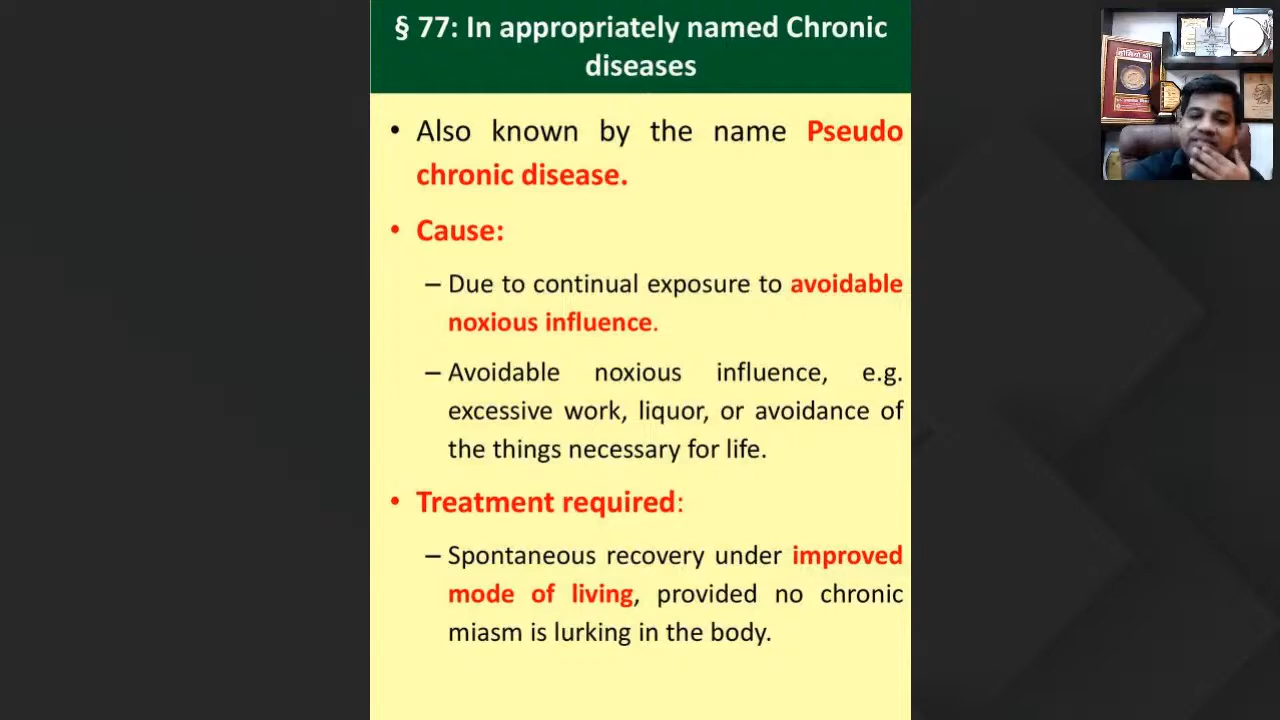 § 77: In appropriately named Chronic
diseases
• Also known by the name Pseudo
chronic disease.
• Cause:
– Due to continual exposure to avoidable
noxious influence.
– Avoidable noxious influence, e.g.
excessive work, liquor, or avoidance of
the things necessary for life.
• Treatment required:
– Spontaneous recovery under improved
mode of living, provided no chronic
miasm is lurking in the body.